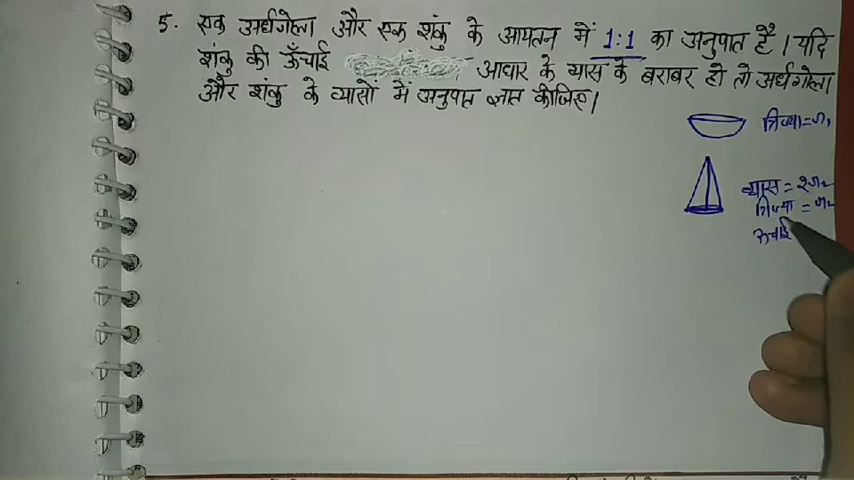 5. एक अर्धगोला और एक शंकु के आयतन में 1:1 का अनुपात है। यदि
शंकु की ऊँचाई आधार के व्यास के बराबर हो तो अर्धगोला
और शंकु के व्यासों में अनुपात ज्ञात कीजिए।
त्रिज्या = r₁
व्यास = 2r₂
त्रिज्या = r₂
ऊंचाई